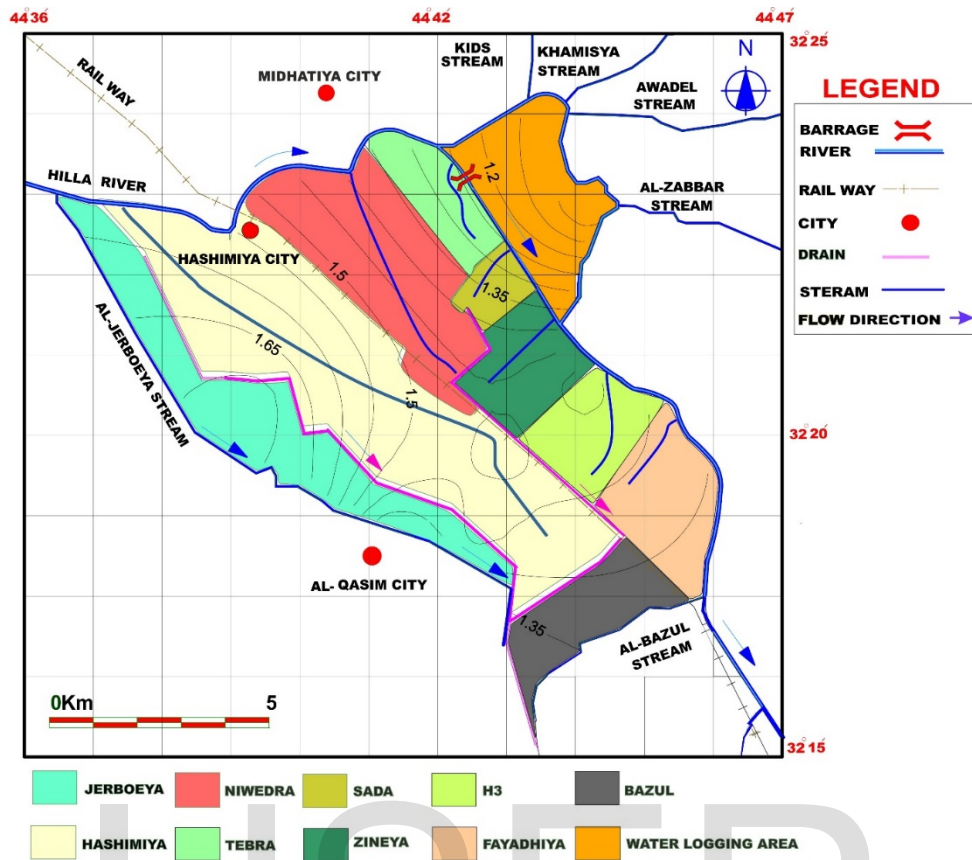 44 36
44 42
44 47
32 25
KIDS
STREAM
KHAMISYA
STREAM
N
RAIL WAY
MIDHATIYA CITY
AWADEL
STREAM
LEGEND
BARRAGE
RIVER
RAIL WAY
CITY
DRAIN
STERAM
FLOW DIRECTION
1.2
HILLA RIVER
AL-ZABBAR
STREAM
HASHIMIYA CITY
1.5
1.35
1.65
AL-JERBOEYA STREAM
1.5
32 20
AL-QASIM CITY
1.35
AL-BAZUL
STREAM
0Km 5
32 15
JERBOEYA NIWEDRA SADA H3 BAZUL
HASHIMIYA TEBRA ZINEYA FAYADHIYA WATER LOGGING AREA